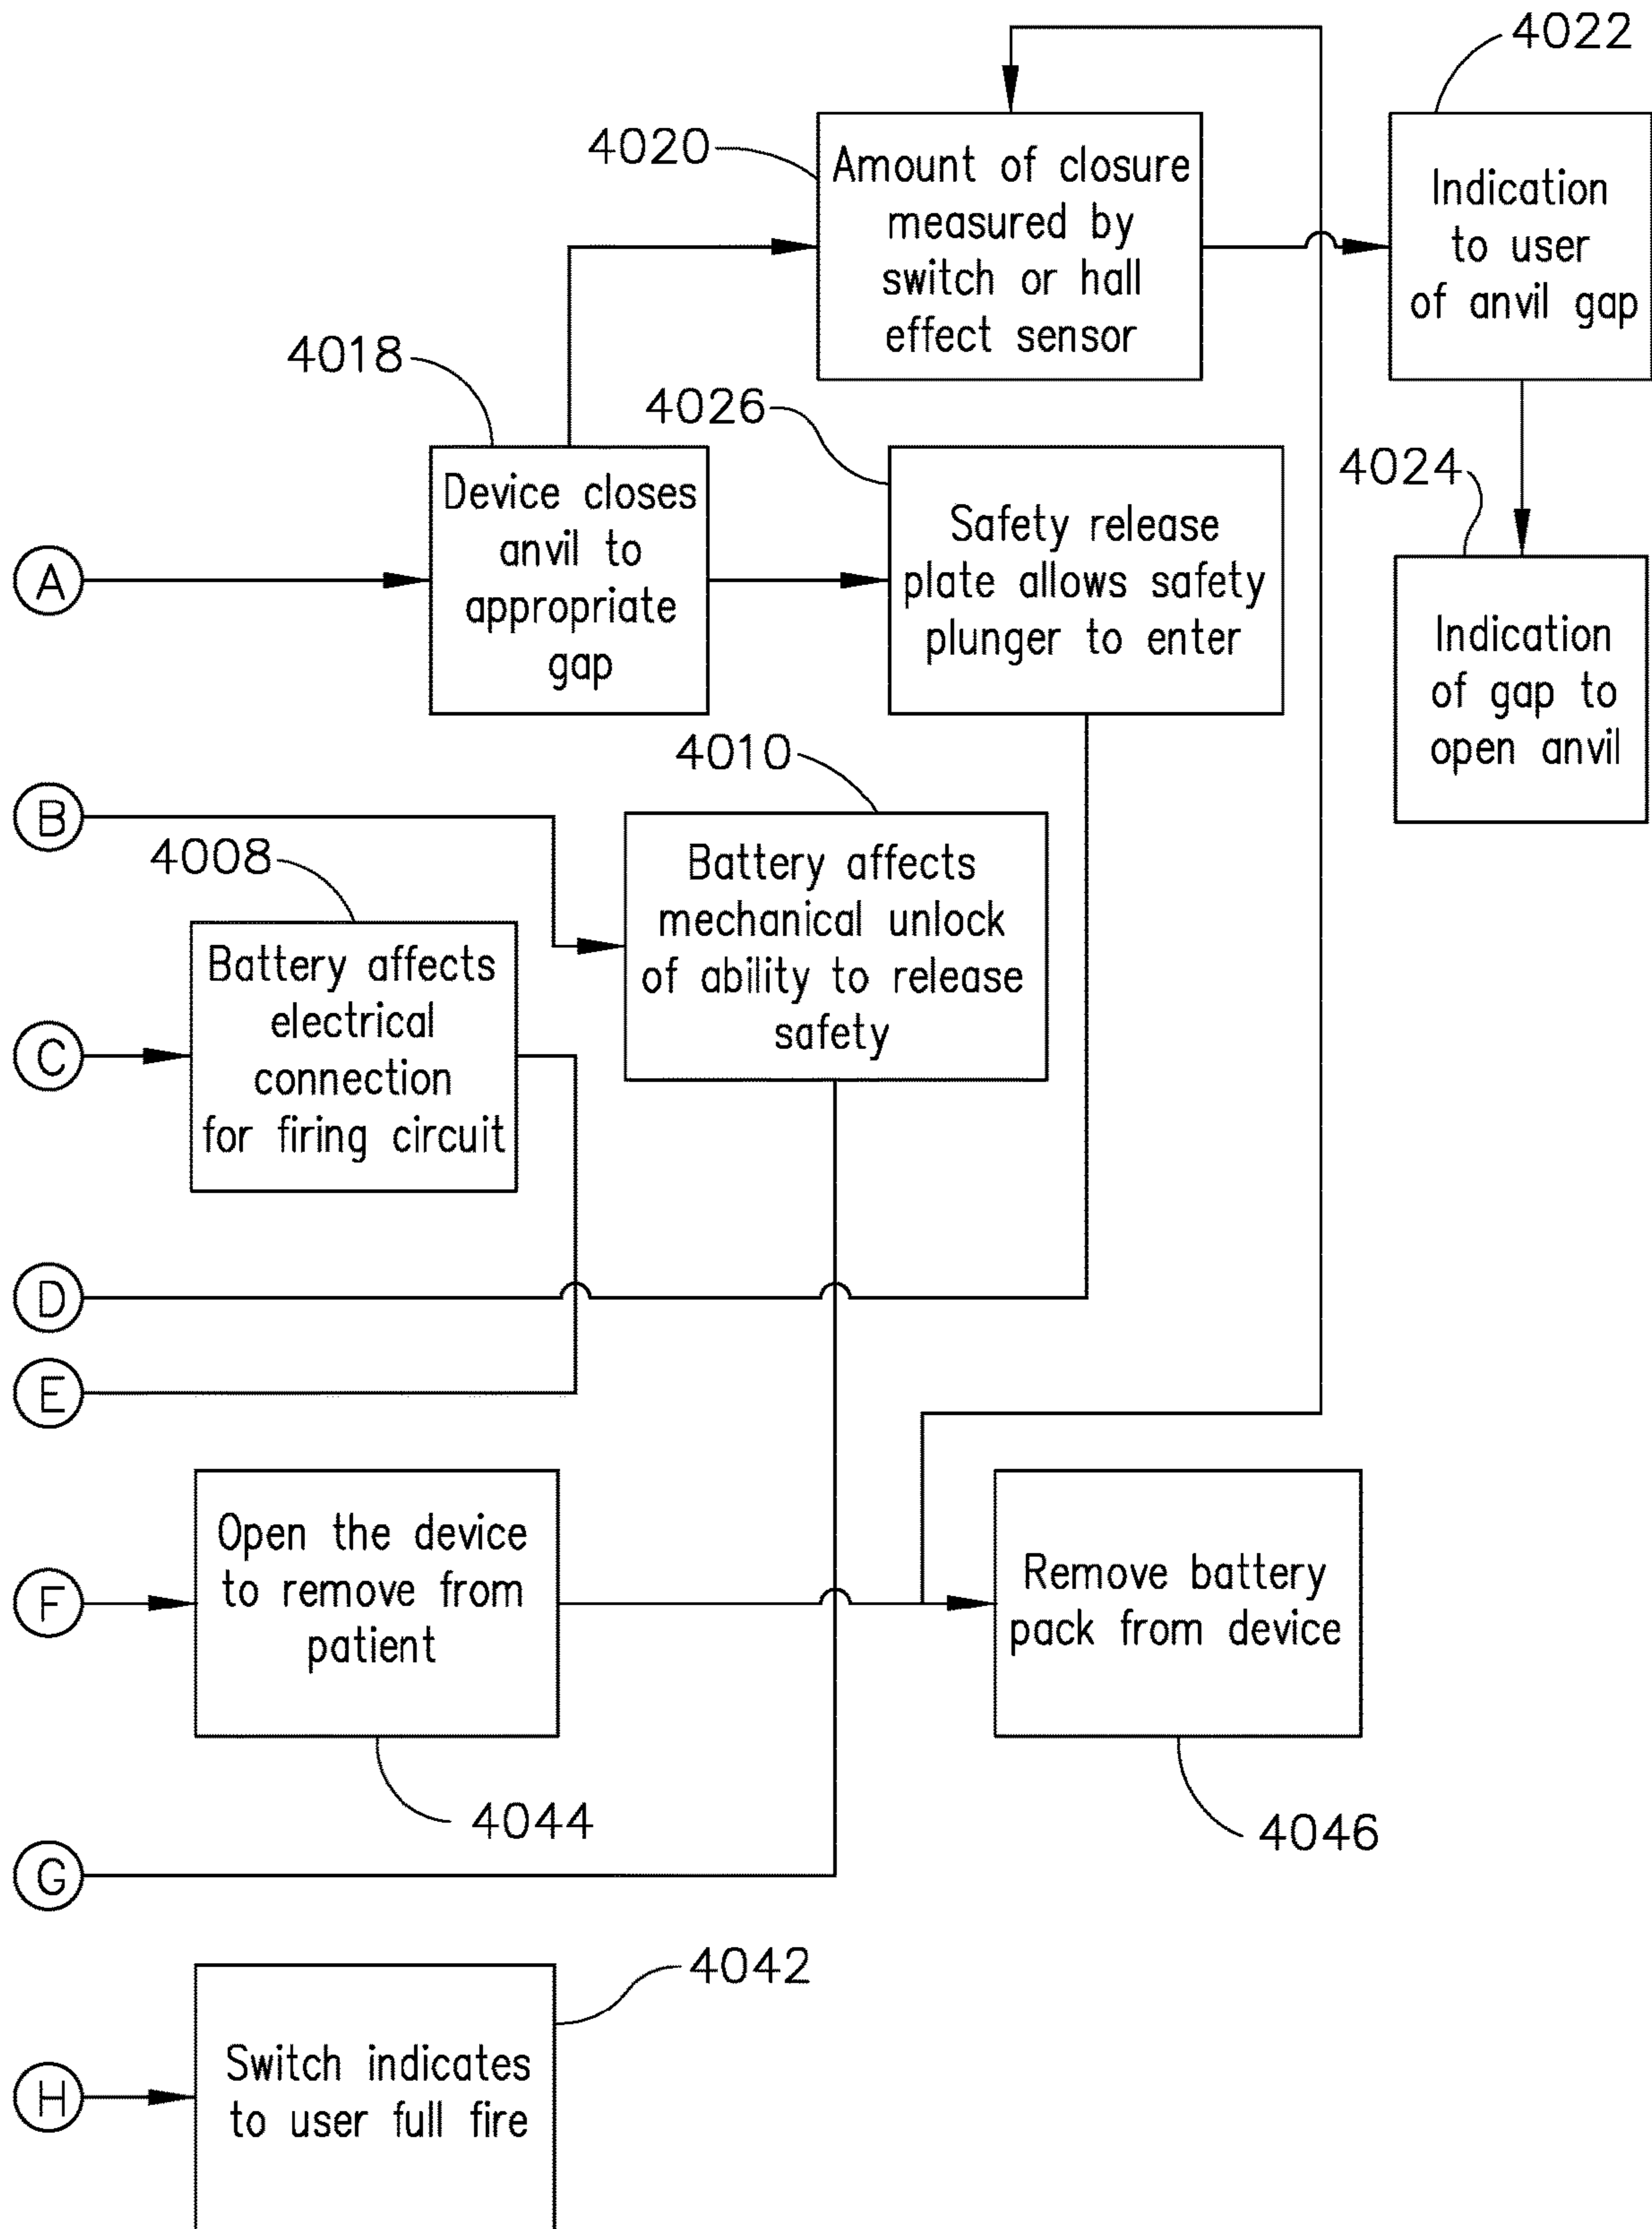 4022
4020
Amount of closure
measured by
switch or hall
effect sensor
Indication
to user
of anvil gap
4018
4026
4024
Device closes
anvil to
appropriate
gap
Safety release
plate allows safety
plunger to enter
A
Indication
of gap to
open anvil
4010
B
4008
Battery affects
mechanical unlock
of ability to release
safety
Battery affects
electrical
connection
for firing circuit
C
D
E
Open the device
to remove from
patient
Remove battery
pack from device
F
4044
4046
G
4042
Switch indicates
to user full fire
H